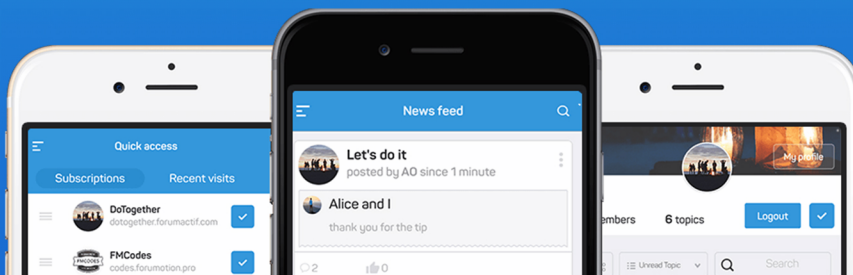 Quick access
Subscriptions
Recent visits
DoTogether
dotogether.forumactif.com
FMCodes
codes.forumotion.pro
FMCODES
News feed
Let's do it
posted by AO since 1 minute
Alice and I
thank you for the tip
2
0
My profile
embers
6 topics
Logout
Unread Topic
Search